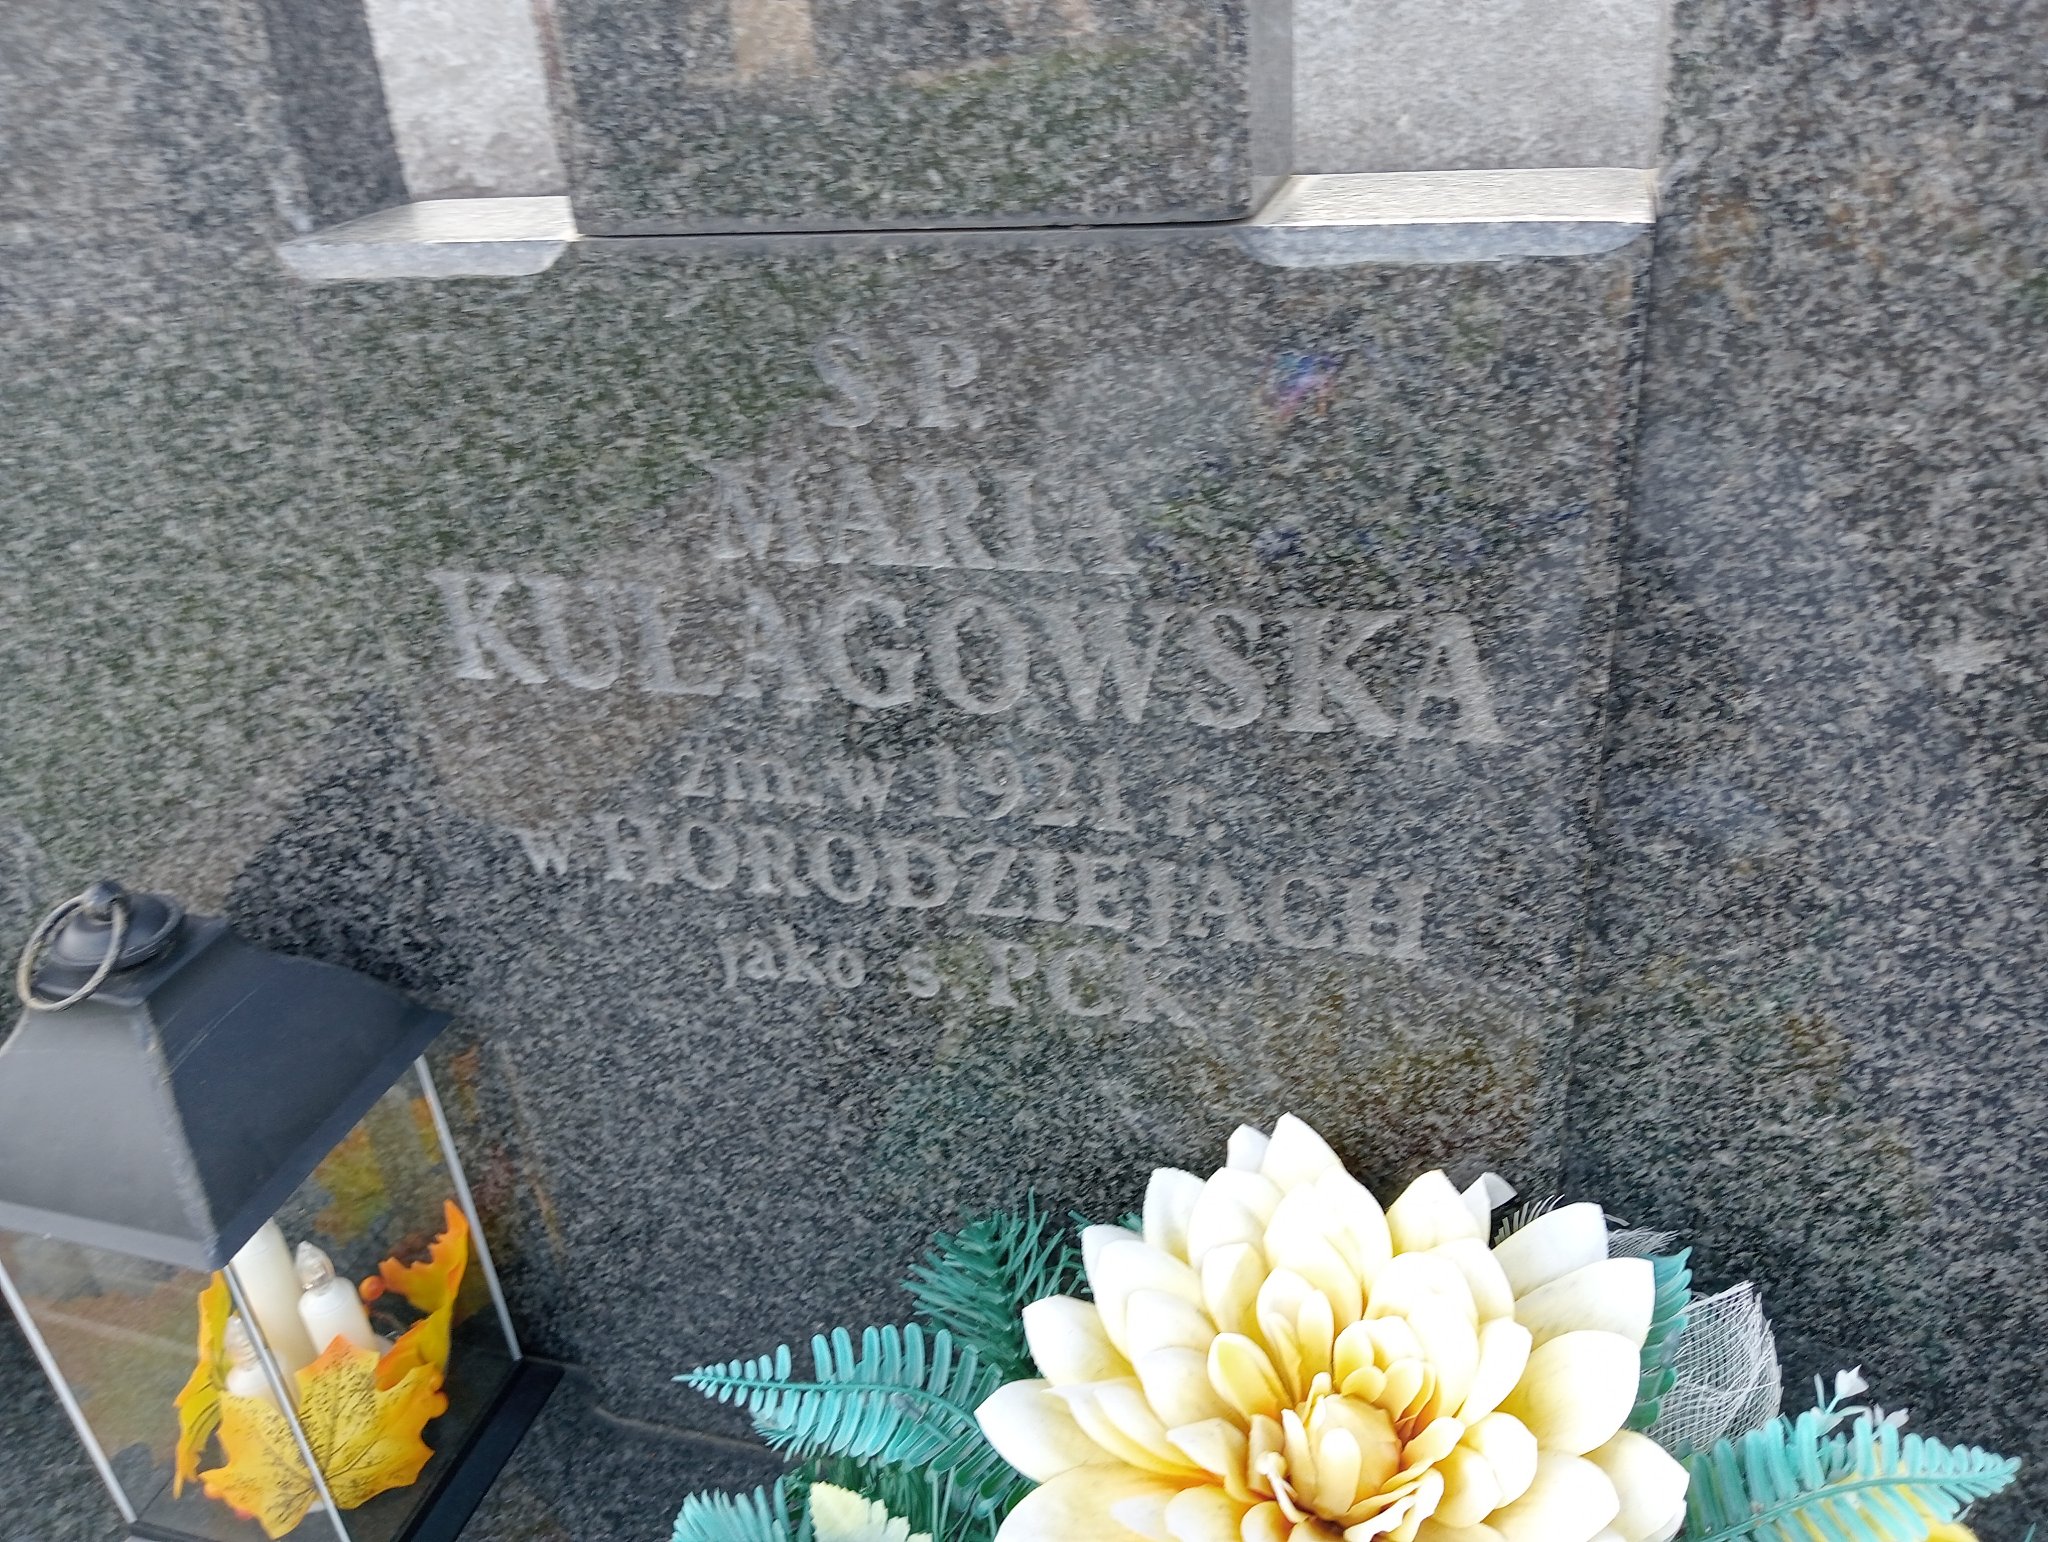 S.P.
MARIA
KUŁAGOWSKA
zm. w 1921 r.
w HORODZIEJACH
jako s. PCK